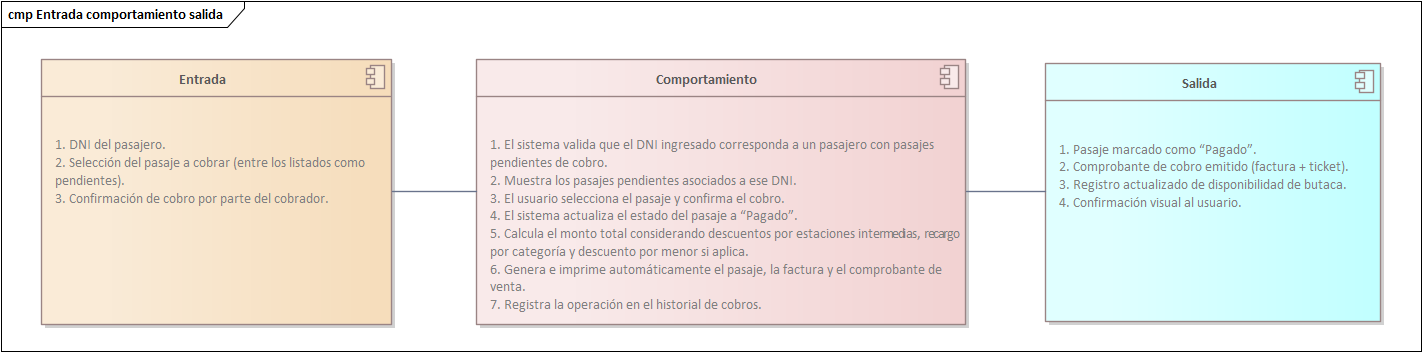 cmp Entrada comportamiento salida
Entrada
1. DNI del pasajero.
2. Selección del pasaje a cobrar (entre los listados como
pendientes).
3. Confirmación de cobro por parte del cobrador.
Comportamiento
1. El sistema valida que el DNI ingresado corresponda a un pasajero con pasajes
pendientes de cobro.
2. Muestra los pasajes pendientes asociados a ese DNI.
3. El usuario selecciona el pasaje y confirma el cobro.
4. El sistema actualiza el estado del pasaje a “Pagado”.
5. Calcula el monto total considerando descuentos por estaciones intermedias, recargo
por categoría y descuento por menor si aplica.
6. Genera e imprime automáticamente el pasaje, la factura y el comprobante de
venta.
7. Registra la operación en el historial de cobros.
Salida
1. Pasaje marcado como “Pagado”.
2. Comprobante de cobro emitido (factura + ticket).
3. Registro actualizado de disponibilidad de butaca.
4. Confirmación visual al usuario.